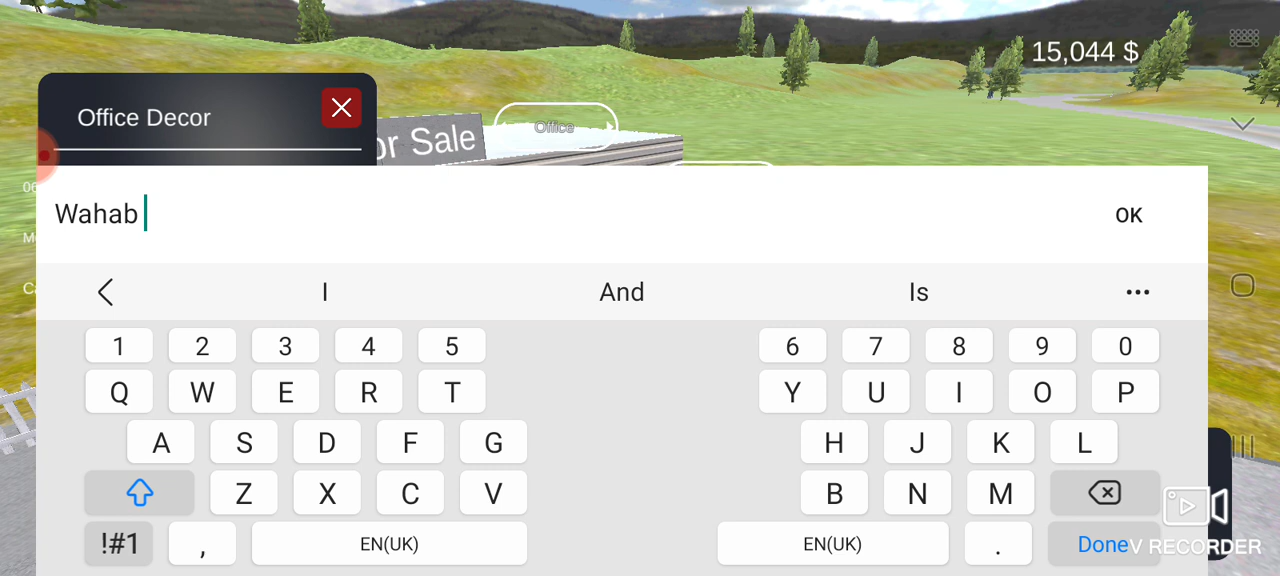 15,044 $
Office Decor
or Sale
Office
Wahab
OK
I And Is
1 2 3 4 5 6 7 8 9 0
Q W E R T Y U I O P
A S D F G H J K L
Z X C V B N M
!#1 , EN(UK) EN(UK) . Done
V RECORDER